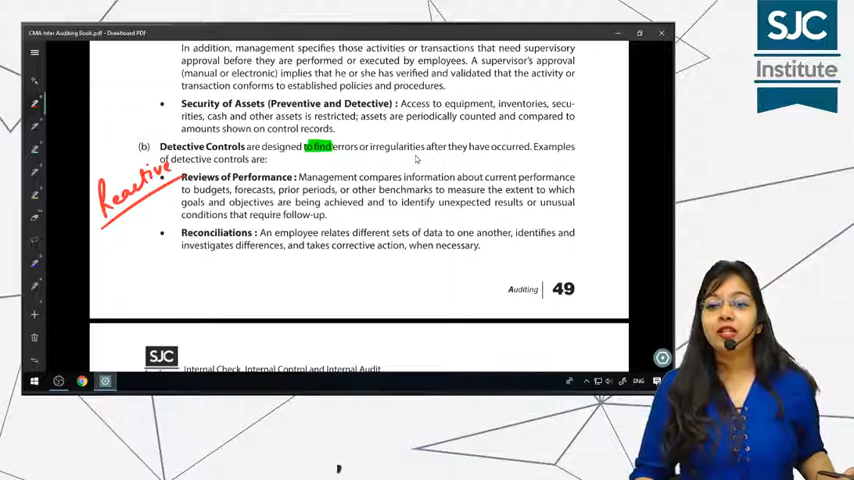 CMA Inter Auditing Book.pdf - Drawboard PDF
SJC
Institute
In addition, management specifies those activities or transactions that need supervisory
approval before they are performed or executed by employees. A supervisor's approval
(manual or electronic) implies that he or she has verified and validated that the activity or
transaction conforms to established policies and procedures.
• Security of Assets (Preventive and Detective) : Access to equipment, inventories, secu-
rities, cash and other assets is restricted; assets are periodically counted and compared to
amounts shown on control records.
(b) Detective Controls are designed to find errors or irregularities after they have occurred. Examples
of detective controls are:
Reactive
• Reviews of Performance : Management compares information about current performance
to budgets, forecasts, prior periods, or other benchmarks to measure the extent to which
goals and objectives are being achieved and to identify unexpected results or unusual
conditions that require follow-up.
• Reconciliations : An employee relates different sets of data to one another, identifies and
investigates differences, and takes corrective action, when necessary.
Auditing | 49
SJC
Internal Check, Internal Control and Internal Audit
ENG